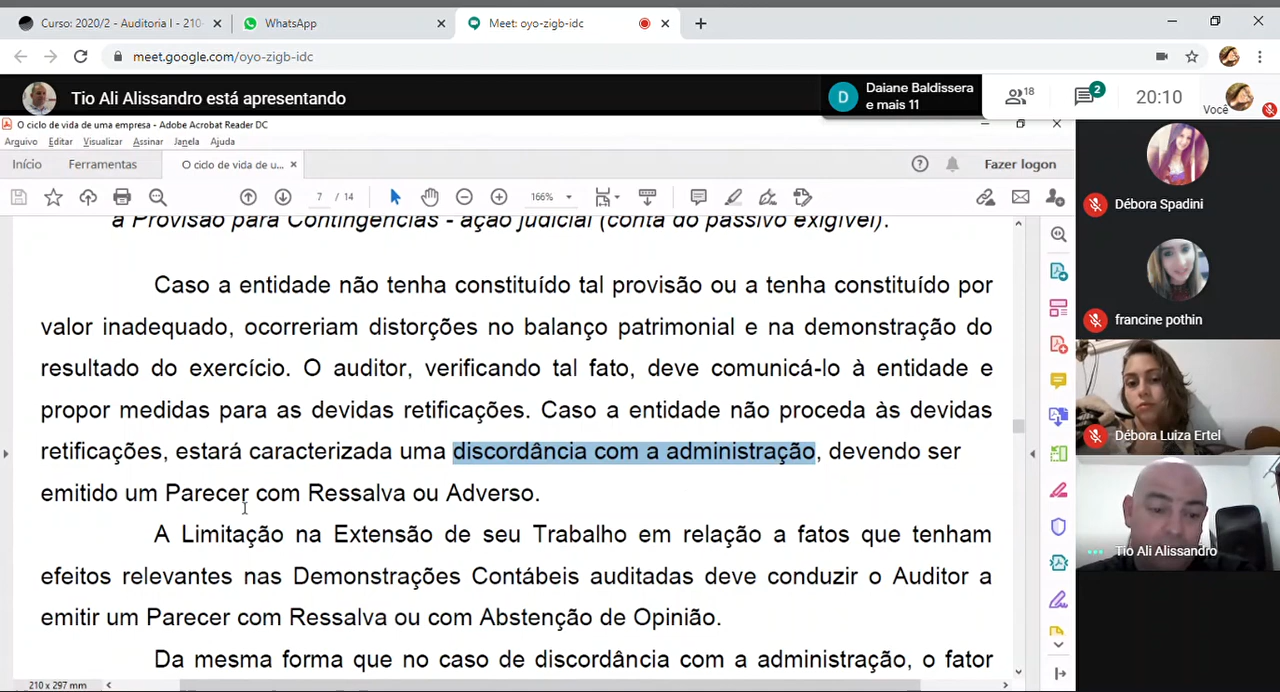 Curso: 2020/2 - Auditoria I - 210
WhatsApp
Meet: oyo-zigb-idc
meet.google.com/oyo-zigb-idc
Tio Ali Alissandro está apresentando
D
Daiane Baldissera
e mais 11
18
2
20:10
Você
O ciclo de vida de uma empresa - Adobe Acrobat Reader DC
Arquivo Editar Visualizar Assinar Janela Ajuda
Início
Ferramentas
O ciclo de vida de u...
Fazer logon
7 / 14
166%
a Provisão para Contingências - ação judicial (conta do passivo exigível).
Caso a entidade não tenha constituído tal provisão ou a tenha constituído por
valor inadequado, ocorreriam distorções no balanço patrimonial e na demonstração do
resultado do exercício. O auditor, verificando tal fato, deve comunicá-lo à entidade e
propor medidas para as devidas retificações. Caso a entidade não proceda às devidas
retificações, estará caracterizada uma discordância com a administração, devendo ser
emitido um Parecer com Ressalva ou Adverso.
A Limitação na Extensão de seu Trabalho em relação a fatos que tenham
efeitos relevantes nas Demonstrações Contábeis auditadas deve conduzir o Auditor a
emitir um Parecer com Ressalva ou com Abstenção de Opinião.
Da mesma forma que no caso de discordância com a administração, o fator
210 x 297 mm
Débora Spadini
francine pothin
Débora Luiza Ertel
Tio Ali Alissandro